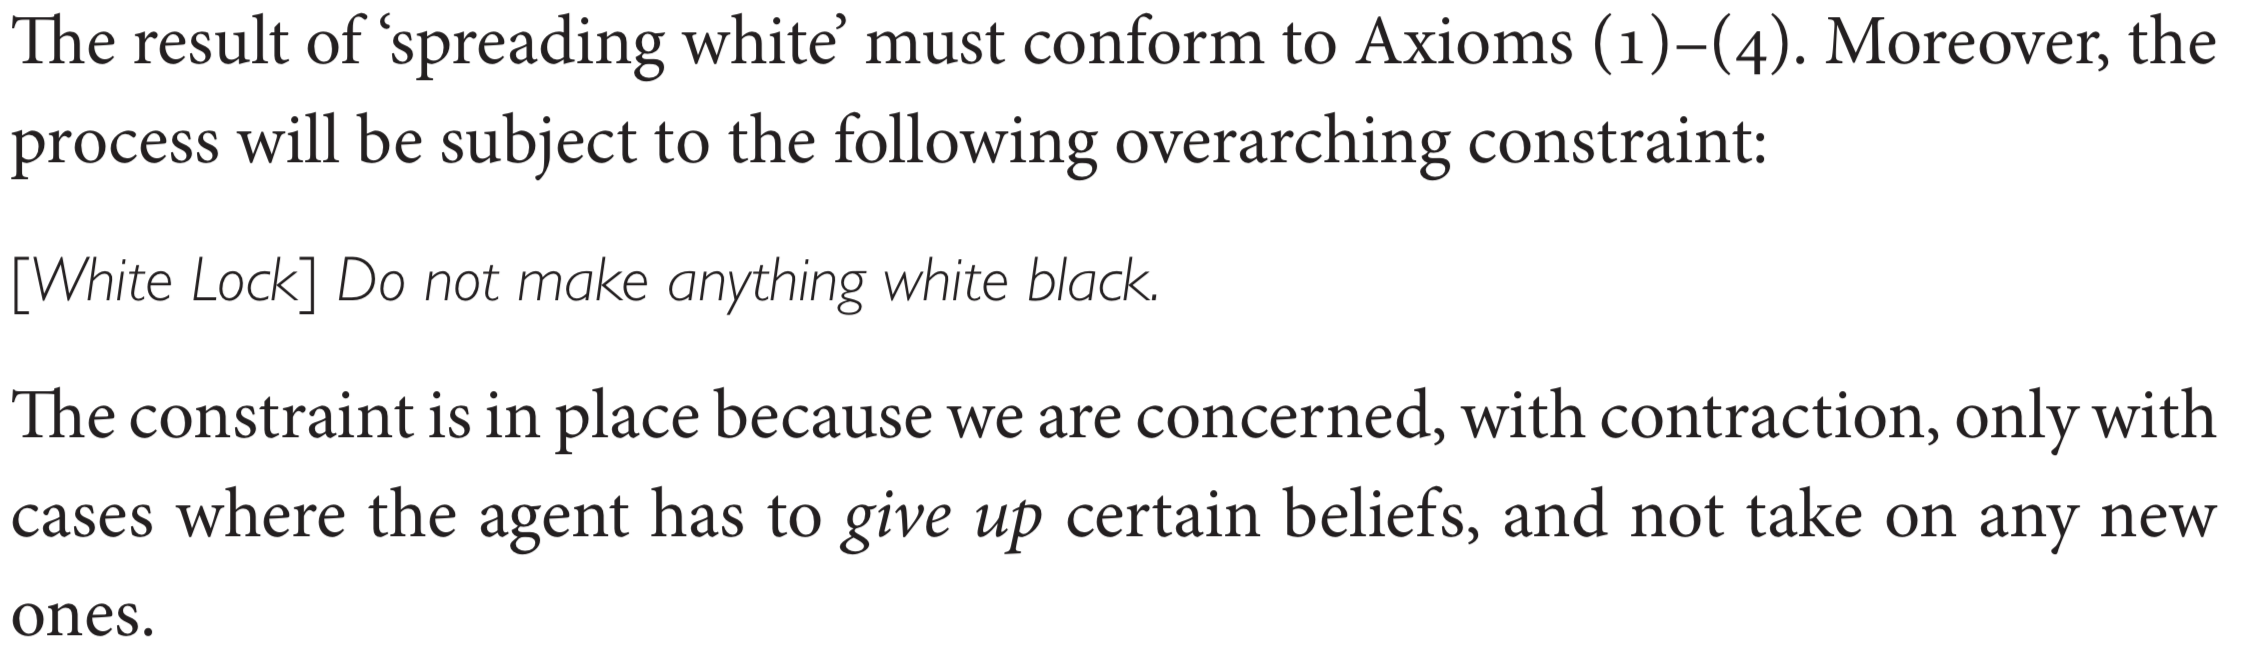 The result of ‘spreading white’ must conform to Axioms (1)–(4). Moreover, the
process will be subject to the following overarching constraint:
[White Lock] Do not make anything white black.
The constraint is in place because we are concerned, with contraction, only with
cases where the agent has to give up certain beliefs, and not take on any new
ones.